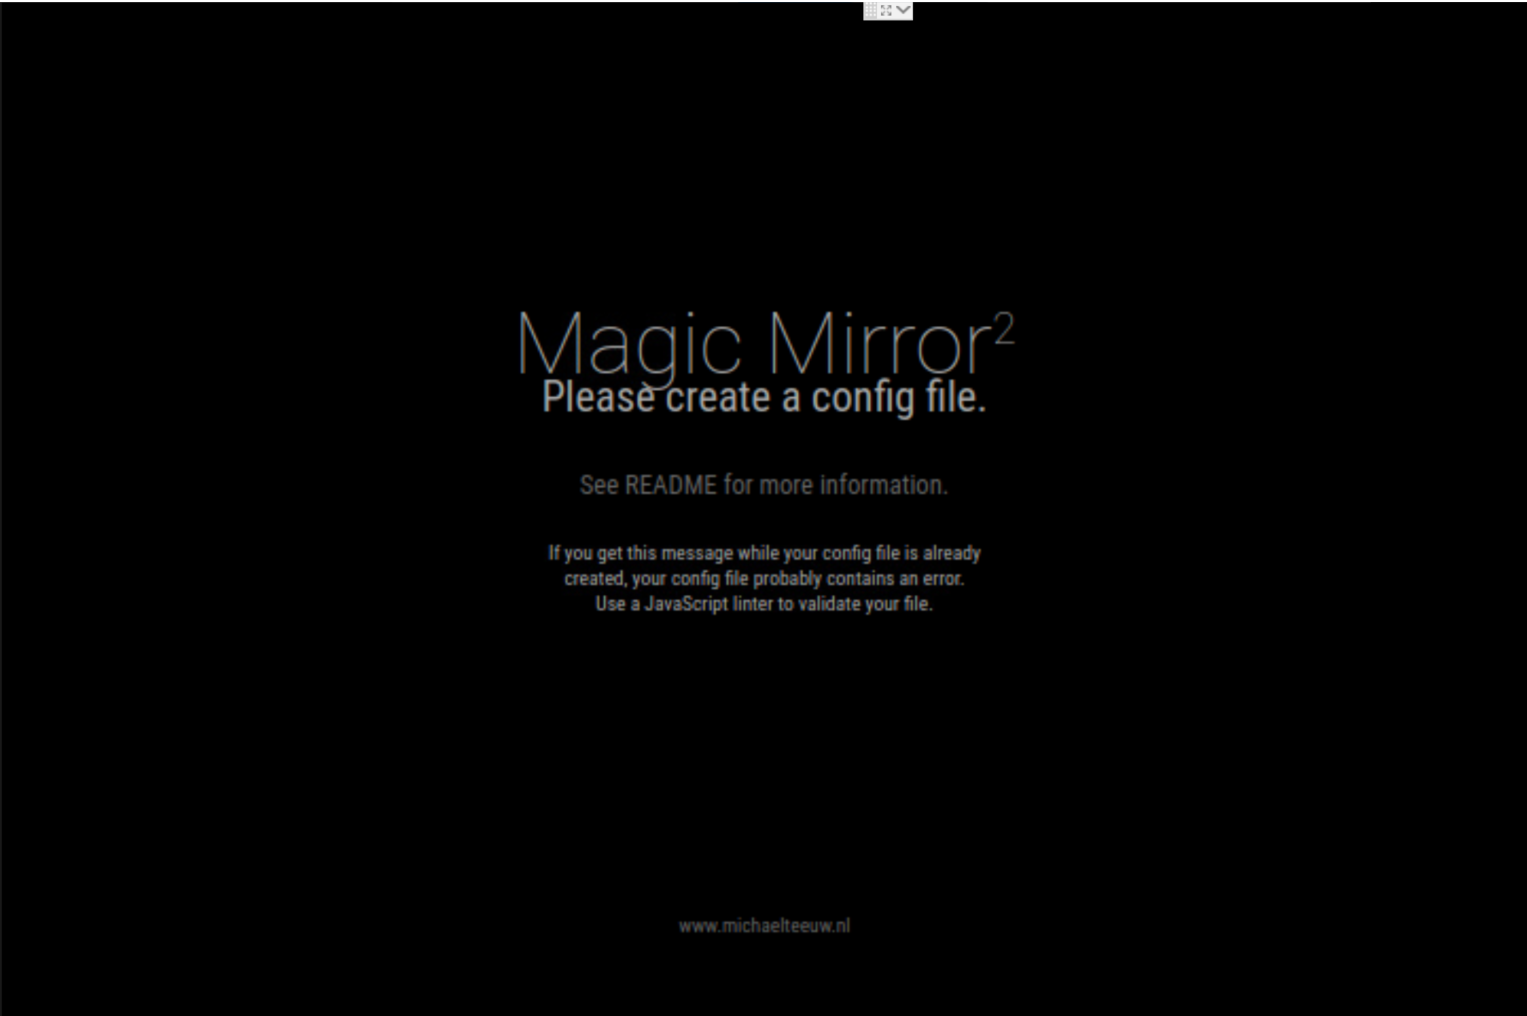 Magic Mirror²
Please create a config file.
See README for more information.
If you get this message while your config file is already
created, your config file probably contains an error.
Use a JavaScript linter to validate your file.
www.michaelteeuw.nl